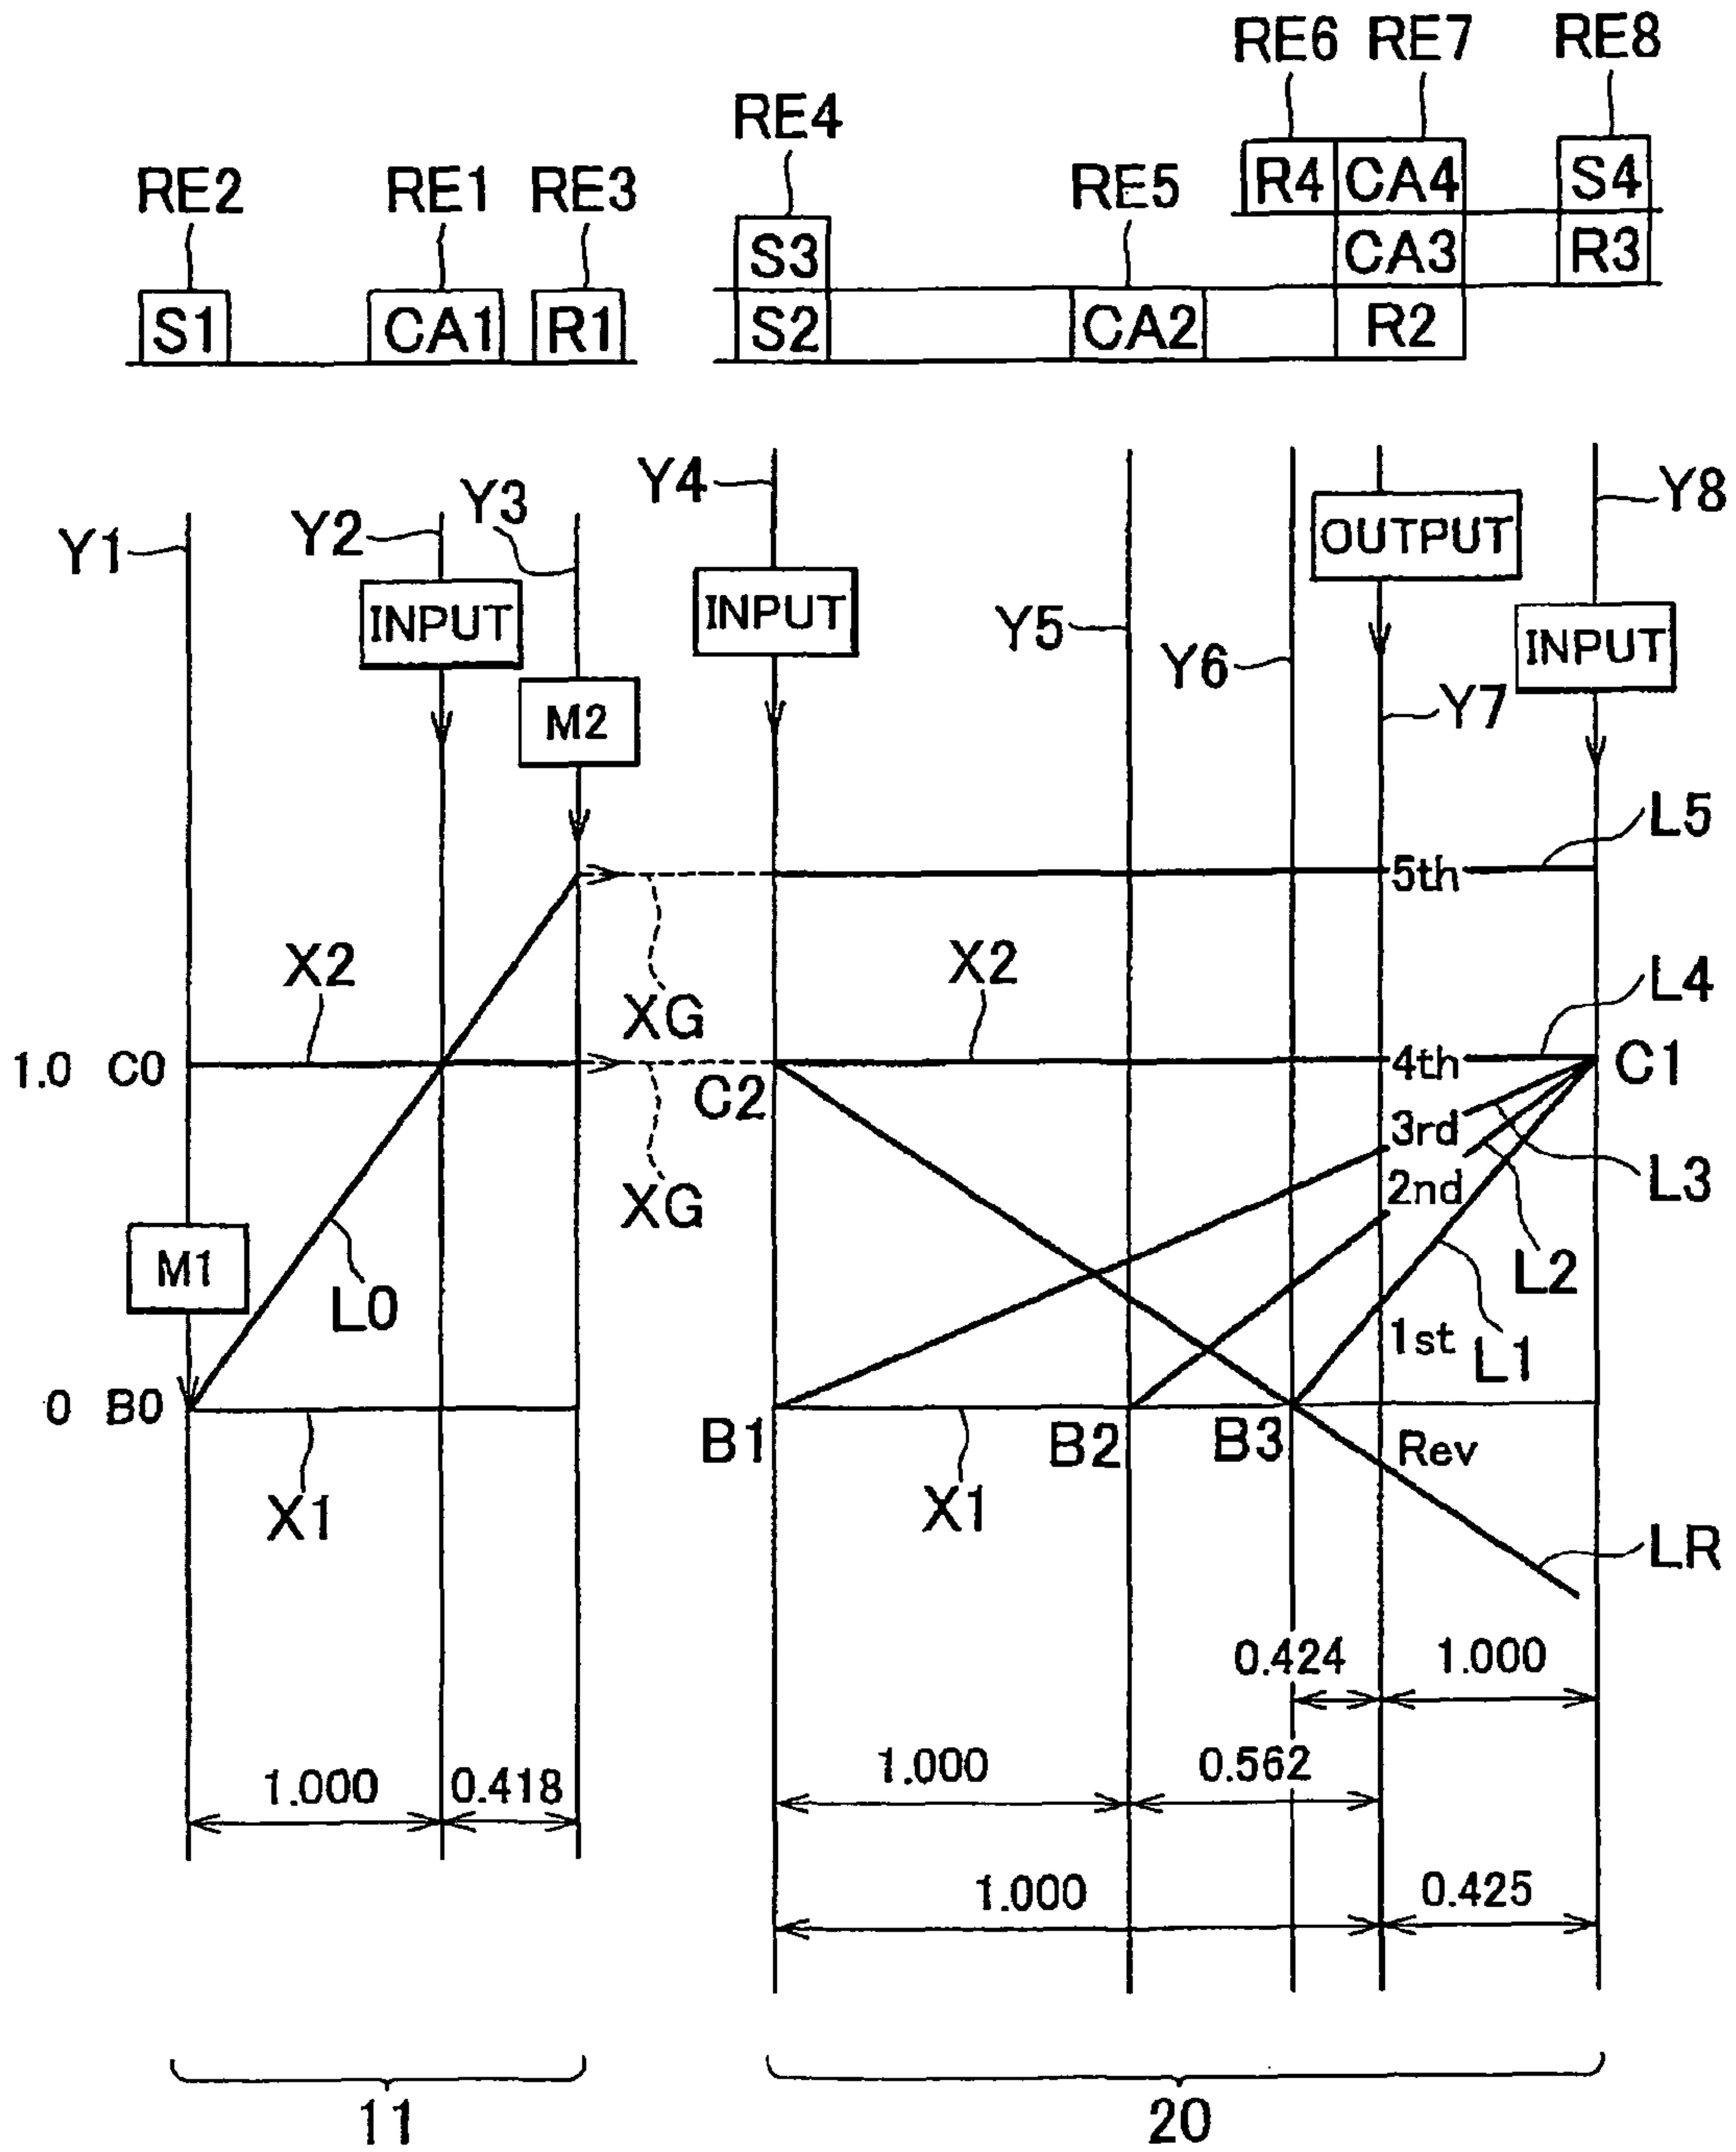 RE6 RE7 RE8
RE4
RE2 RE1 RE3 RE5
R4 CA4 S4
S3 CA3 R3
S1 CA1 R1 S2 CA2 R2
Y4 Y8
Y1 Y2 Y3
OUTPUT
INPUT INPUT Y5 INPUT
Y6
M2 Y7
L5
5th
X2 X2 L4
XG
1.0 C0 4th C1
C2
3rd
XG 2nd L3
M1 L2
L0
1st L1
0 B0
B1 B2 B3 Rev
X1 X1
LR
0.424 1.000
1.000 0.418 1.000 0.562
1.000 0.425
11 20